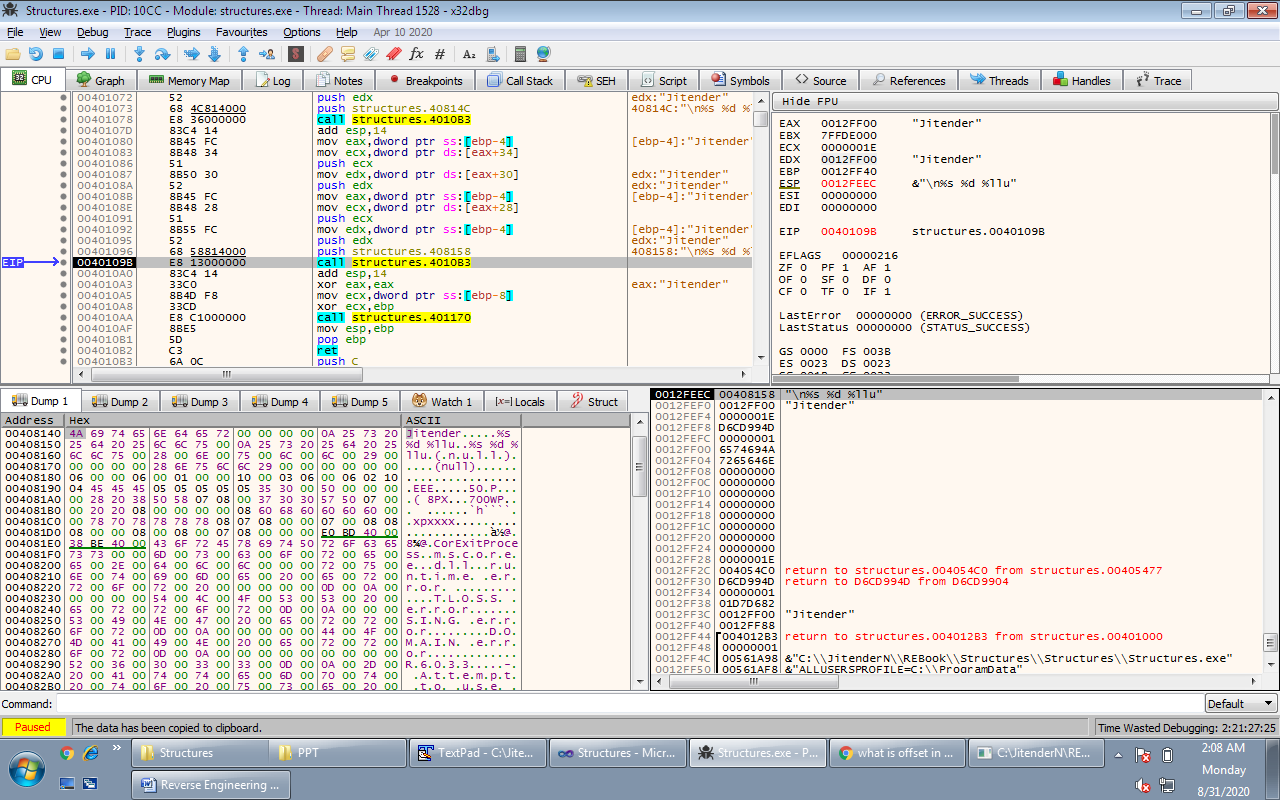 Structures.exe - PID: 10CC - Module: structures.exe - Thread: Main Thread 1528 - x32dbg
File View Debug Trace Plugins Favourites Options Help Apr 10 2020
CPU Graph Memory Map Log Notes Breakpoints Call Stack SEH Script Symbols Source References Threads Handles Trace
00401072 52 push edx edx:"Jitender"
00401073 68 4C814000 push structures.40814C 40814C:"\n%s %d %l
00401078 E8 36000000 call structures.4010B3
0040107D 83C4 14 add esp,14
00401080 8B45 FC mov eax,dword ptr ss:[ebp-4] [ebp-4]:"Jitender"
00401083 8B48 34 mov ecx,dword ptr ds:[eax+34]
00401086 51 push ecx
00401087 8B50 30 mov edx,dword ptr ds:[eax+30] edx:"Jitender"
0040108A 52 push edx edx:"Jitender"
0040108B 8B45 FC mov eax,dword ptr ss:[ebp-4] [ebp-4]:"Jitender"
0040108E 8B48 28 mov ecx,dword ptr ds:[eax+28]
00401091 51 push ecx
00401092 8B55 FC mov edx,dword ptr ss:[ebp-4] [ebp-4]:"Jitender"
00401095 52 push edx edx:"Jitender"
00401096 68 58814000 push structures.408158 408158:"\n%s %d %l
EIP 0040109B E8 13000000 call structures.4010B3
004010A0 83C4 14 add esp,14
004010A3 33C0 xor eax,eax eax:"Jitender"
004010A5 8B4D F8 mov ecx,dword ptr ss:[ebp-8]
004010A8 33CD xor ecx,ebp
004010AA E8 C1000000 call structures.401170
004010AF 8BE5 mov esp,ebp
004010B1 5D pop ebp
004010B2 C3 ret
004010B3 6A 0C push C
Hide FPU
EAX 0012FF00 "Jitender"
EBX 7FFDE000
ECX 0000001E
EDX 0012FF00 "Jitender"
EBP 0012FF40
ESP 0012FEEC &"\n%s %d %llu"
ESI 00000000
EDI 00000000
EIP 0040109B structures.0040109B
EFLAGS 00000216
ZF 0 PF 1 AF 1
OF 0 SF 0 DF 0
CF 0 TF 0 IF 1
LastError 00000000 (ERROR_SUCCESS)
LastStatus 00000000 (STATUS_SUCCESS)
GS 0000 FS 003B
ES 0023 DS 0023
Dump 1 Dump 2 Dump 3 Dump 4 Dump 5 Watch 1 Locals Struct
Address Hex ASCII
00408140 4A 69 74 65 6E 64 65 72 00 00 00 00 0A 25 73 20 Jitender.....%s
00408150 25 64 20 25 6C 6C 75 00 0A 25 73 20 25 64 20 25 %d %llu..%s %d %
00408160 6C 6C 75 00 28 00 6E 00 75 00 6C 00 6C 00 29 00 llu.(.n.u.l.l.).
00408170 00 00 00 00 28 6E 75 6C 6C 29 00 00 00 00 00 00 ....(null)......
00408180 06 00 00 06 00 01 00 00 10 00 03 06 00 06 02 10 ................
00408190 04 45 45 45 05 05 05 05 05 35 30 00 50 00 00 00 .EEE.....50.P...
004081A0 00 28 20 38 50 58 07 08 00 37 30 30 57 50 07 00 .( 8PX...700WP..
004081B0 00 20 20 08 00 00 00 00 08 60 68 60 60 60 60 00 .  ......`h````.
004081C0 00 78 70 78 78 78 78 08 07 08 00 00 07 00 08 08 .xpxxxx.........
004081D0 08 00 00 08 00 08 00 07 08 00 00 00 E0 BD 40 00 ............à½@.
004081E0 38 BE 40 00 43 6F 72 45 78 69 74 50 72 6F 63 65 8¾@.CorExitProce
004081F0 73 73 00 00 6D 00 73 00 63 00 6F 00 72 00 65 00 ss..m.s.c.o.r.e.
00408200 65 00 2E 00 64 00 6C 00 6C 00 00 00 72 00 75 00 e...d.l.l...r.u.
00408210 6E 00 74 00 69 00 6D 00 65 00 20 00 65 00 72 00 n.t.i.m.e. .e.r.
00408220 72 00 6F 00 72 00 20 00 00 00 00 00 0D 00 0A 00 r.o.r. .........
00408230 00 00 00 00 54 00 4C 00 4F 00 53 00 53 00 20 00 ....T.L.O.S.S. .
00408240 65 00 72 00 72 00 6F 00 72 00 0D 00 0A 00 00 00 e.r.r.o.r.......
00408250 53 00 49 00 4E 00 47 00 20 00 65 00 72 00 72 00 S.I.N.G. .e.r.r.
00408260 6F 00 72 00 0D 00 0A 00 00 00 00 00 44 00 4F 00 o.r.........D.O.
00408270 4D 00 41 00 49 00 4E 00 20 00 65 00 72 00 72 00 M.A.I.N. .e.r.r.
00408280 6F 00 72 00 0D 00 0A 00 00 00 00 00 00 00 00 00 o.r.............
00408290 52 00 36 00 30 00 33 00 33 00 0D 00 0A 00 2D 00 R.6.0.3.3.....-.
004082A0 20 00 41 00 74 00 74 00 65 00 6D 00 70 00 74 00  .A.t.t.e.m.p.t.
004082B0 20 00 74 00 6F 00 20 00 75 00 73 00 65 00 20 00  .t.o. .u.s.e. .
0012FEEC 00408158 "\n%s %d %llu"
0012FEF0 0012FF00 "Jitender"
0012FEF4 0000001E
0012FEF8 D6CD994D
0012FEFC 00000001
0012FF00 6574694A
0012FF04 7265646E
0012FF08 00000000
0012FF0C 00000000
0012FF10 00000000
0012FF14 00000000
0012FF18 00000000
0012FF1C 00000000
0012FF20 00000000
0012FF24 00000000
0012FF28 0000001E
0012FF2C 004054C0 return to structures.004054C0 from structures.00405477
0012FF30 D6CD994D return to D6CD994D from D6CD9904
0012FF34 00000001
0012FF38 01D7D682
0012FF3C 0012FF00 "Jitender"
0012FF40 0012FF88
0012FF44 004012B3 return to structures.004012B3 from structures.00401000
0012FF48 00000001
0012FF4C 00561A98 &"C:\\JitenderN\\REBook\\Structures\\Structures\\Structures.exe"
0012FF50 00561AF8 &"ALLUSERSPROFILE=C:\\ProgramData"
Command: Default
Paused The data has been copied to clipboard. Time Wasted Debugging: 2:21:27:25
Structures PPT TextPad - C:\Jite... Structures - Micr... Structures.exe - P... what is offset in ... C:\JitenderN\RE... 2:08 AM
Monday
Reverse Engineering ... 8/31/2020